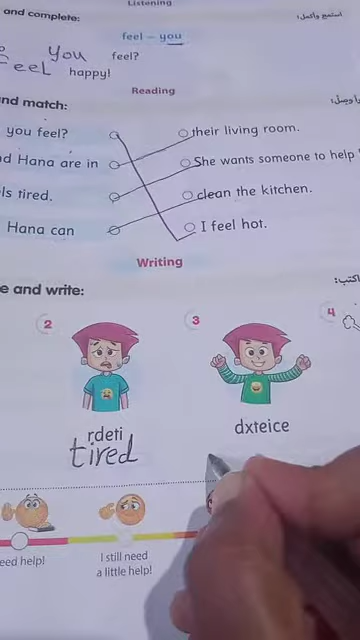 Listening
and complete:
استمع وأكمل:
feel – you
you feel?
Feel happy!
Reading
nd match:
you feel?
their living room.
d Hana are in
She wants someone to help
ls tired.
clean the kitchen.
Hana can
I feel hot.
Writing
e and write:
اكتب:
2
3
4
rdeti
dxteice
tired
eed help!
I still need
a little help!